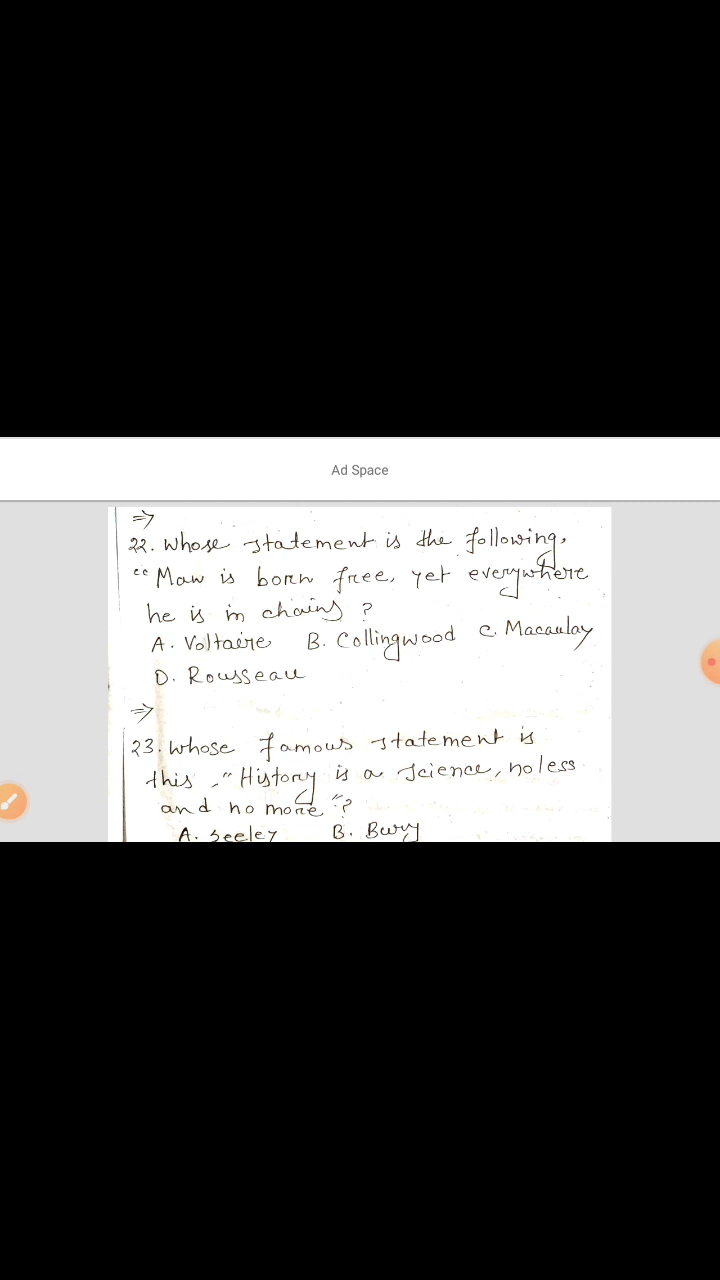 Ad Space
⇒
22. Whose statement is the following,
"Man is born free, yet everywhere
he is in chains ?
A. Voltaire B. Collingwood C. Macaulay
D. Rousseau
⇒
23. Whose famous statement is
this, "History is a science, no less
and no more"?
A. Seeley B. Bury